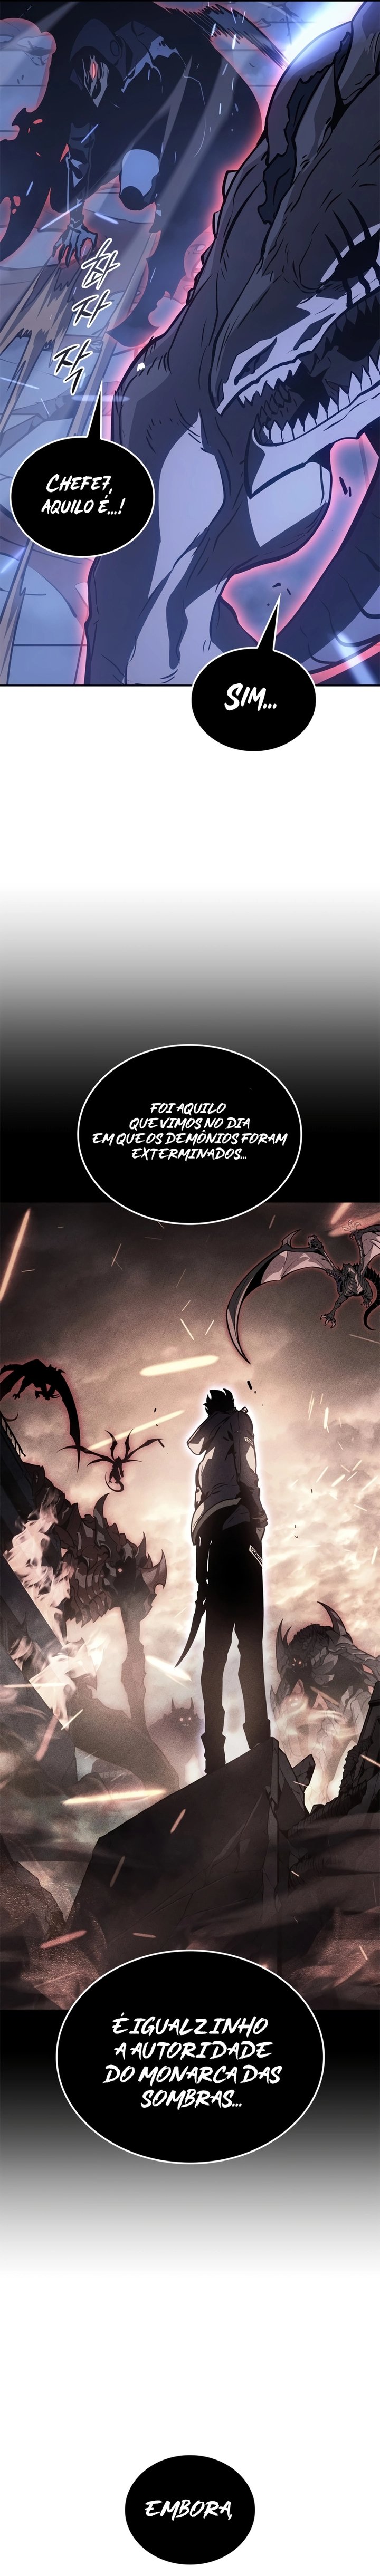 화
자
작
CHEFE7,
AQUILO É...!
SIM...
FOI AQUILO
QUE VIMOS NO DIA
EM QUE OS DEMÔNIOS FORAM
EXTERMINADOS...
É IGUALZINHO
A AUTORIDADE
DO MONARCA DAS
SOMBRAS...
EMBORA,